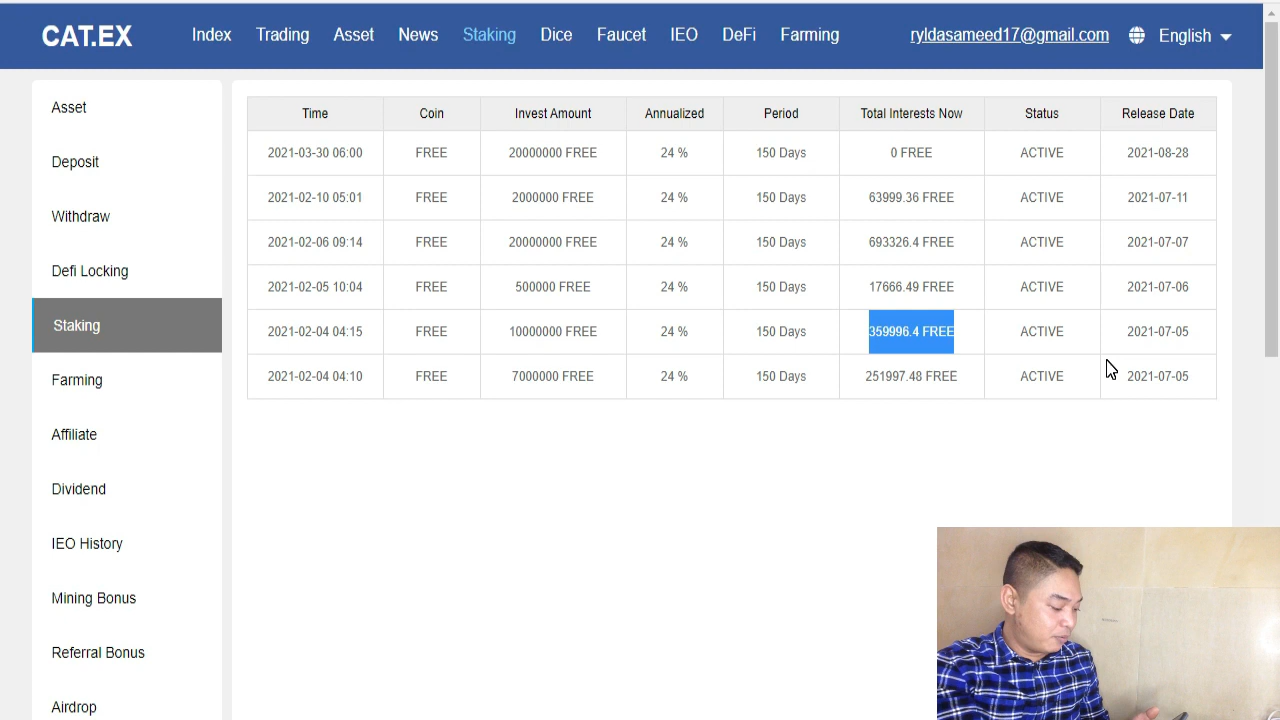 CAT.EX Index Trading Asset News Staking Dice Faucet IEO DeFi Farming ryldasameed17@gmail.com English
Asset
Deposit
Withdraw
Defi Locking
Staking
Farming
Affiliate
Dividend
IEO History
Mining Bonus
Referral Bonus
Airdrop
Time Coin Invest Amount Annualized Period Total Interests Now Status Release Date
2021-03-30 06:00 FREE 20000000 FREE 24 % 150 Days 0 FREE ACTIVE 2021-08-28
2021-02-10 05:01 FREE 2000000 FREE 24 % 150 Days 63999.36 FREE ACTIVE 2021-07-11
2021-02-06 09:14 FREE 20000000 FREE 24 % 150 Days 693326.4 FREE ACTIVE 2021-07-07
2021-02-05 10:04 FREE 500000 FREE 24 % 150 Days 17666.49 FREE ACTIVE 2021-07-06
2021-02-04 04:15 FREE 10000000 FREE 24 % 150 Days 359996.4 FREE ACTIVE 2021-07-05
2021-02-04 04:10 FREE 7000000 FREE 24 % 150 Days 251997.48 FREE ACTIVE 2021-07-05